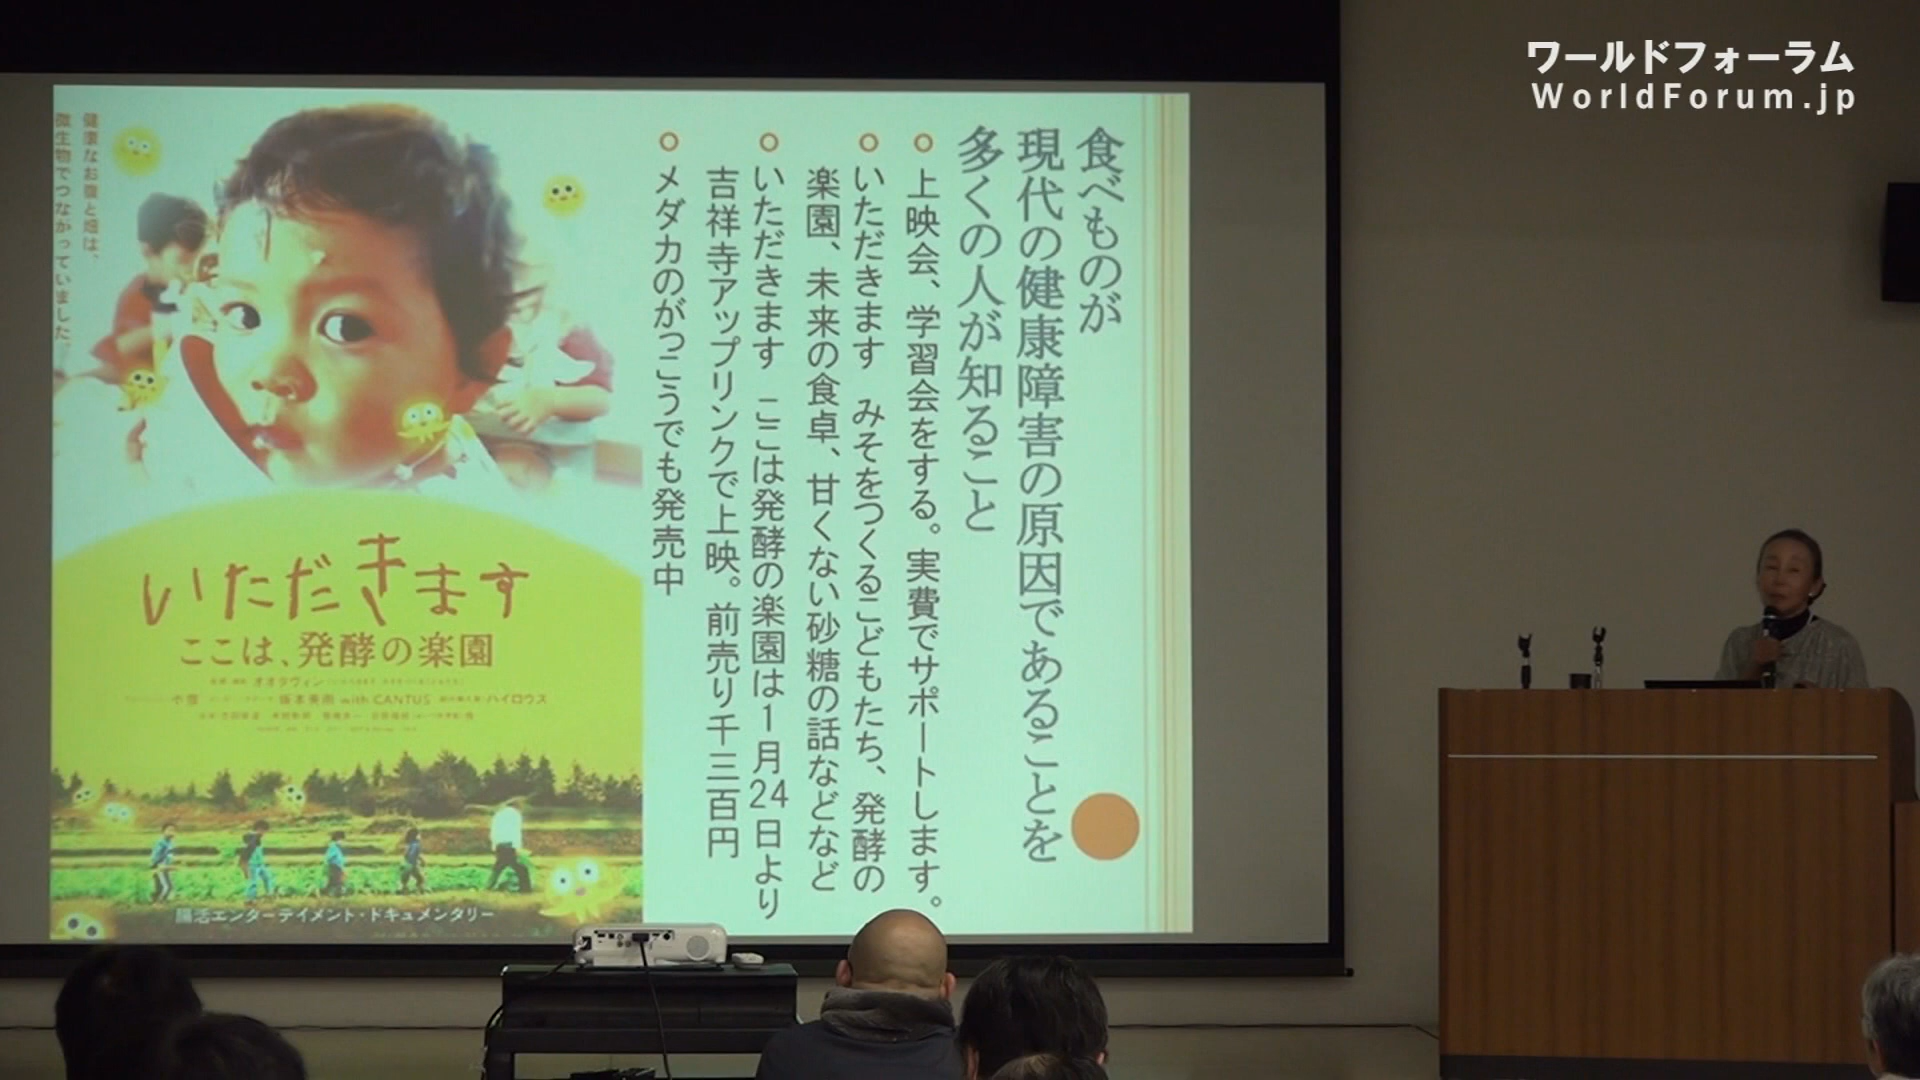 ワールドフォーラム
WorldForum.jp
食べものが
現代の健康障害の原因であることを
多くの人が知ること
上映会、学習会をする。実費でサポートします。
いただきます　みそをつくるこどもたち、発酵の
楽園、未来の食卓、甘くない砂糖の話などなど
いただきます　ここは発酵の楽園は1月24日より
吉祥寺アップリンクで上映。前売り千三百円
メダカのがっこうでも発売中
健康なお腹と畑は、
微生物でつながっていました。
いただきます
ここは、発酵の楽園
オオタヴィン
小雪 坂本美雨 with CANTUS ハイロウス
腸活エンターテイメント・ドキュメンタリー